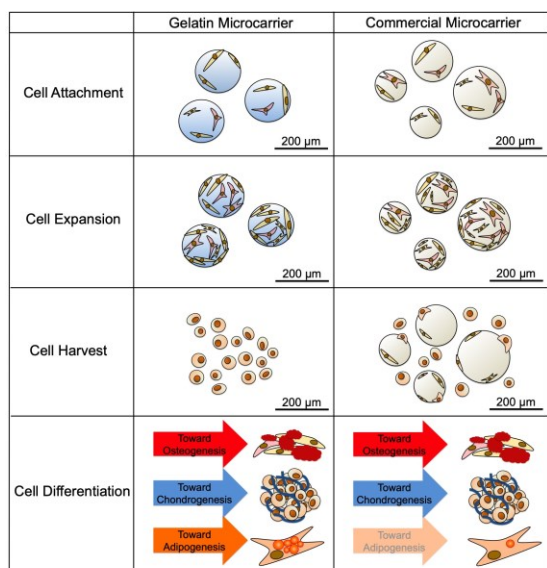 Gelatin Microcarrier
Commercial Microcarrier
Cell Attachment
200 µm
200 µm
Cell Expansion
200 µm
200 µm
Cell Harvest
200 µm
200 µm
Cell Differentiation
Toward
Osteogenesis
Toward
Osteogenesis
Toward
Chondrogenesis
Toward
Chondrogenesis
Toward
Adipogenesis
Toward
Adipogenesis